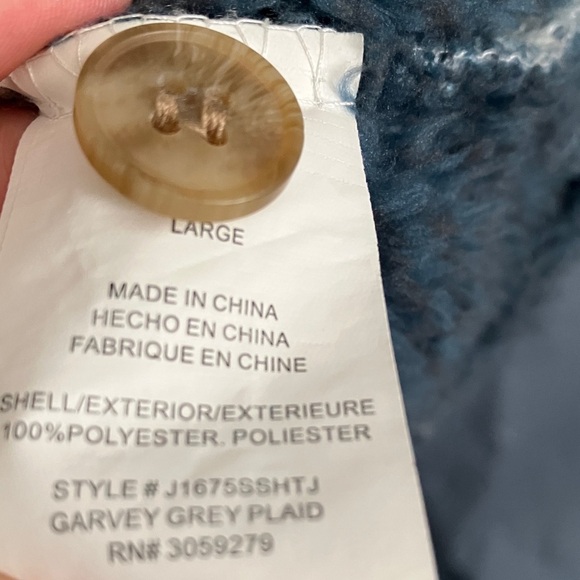 LARGE
MADE IN CHINA
HECHO EN CHINA
FABRIQUE EN CHINE
SHELL/EXTERIOR/EXTERIEURE
100%POLYESTER. POLIESTER
STYLE # J1675SSHTJ
GARVEY GREY PLAID
RN# 3059279